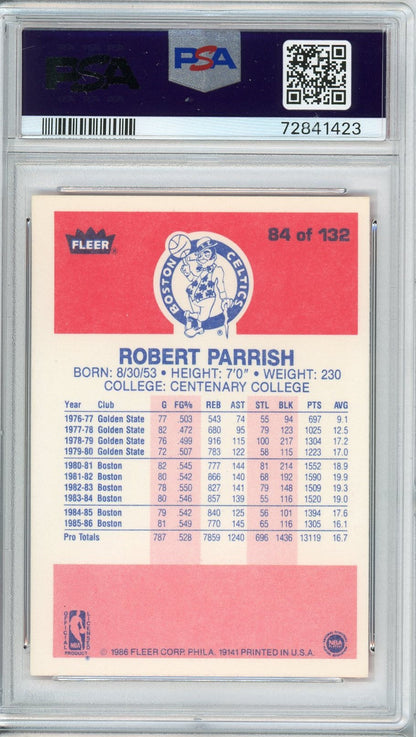 PSA
PSA
72841423
FLEER®
84 of 132
BOSTON CELTICS
ROBERT PARRISH
BORN: 8/30/53 • HEIGHT: 7'0" • WEIGHT: 230
COLLEGE: CENTENARY COLLEGE
Year Club G FG% REB AST STL BLK PTS AVG
1976-77 Golden State 77 .503 543 74 55 94 697 9.1
1977-78 Golden State 82 .472 680 95 79 123 1025 12.5
1978-79 Golden State 76 .499 916 115 100 217 1304 17.2
1979-80 Golden State 72 .507 783 122 58 115 1223 17.0
1980-81 Boston 82 .545 777 144 81 214 1552 18.9
1981-82 Boston 80 .542 866 140 68 192 1590 19.9
1982-83 Boston 78 .550 827 141 79 148 1509 19.3
1983-84 Boston 80 .546 857 139 55 116 1520 19.0
1984-85 Boston 79 .542 840 125 56 101 1394 17.6
1985-86 Boston 81 .549 770 145 65 116 1305 16.1
Pro Totals 787 .528 7859 1240 696 1436 13119 16.7
OFFICIAL LICENSED
NBA
PRODUCT
© 1986 FLEER CORP. PHILA. 19141 PRINTED IN U.S.A.